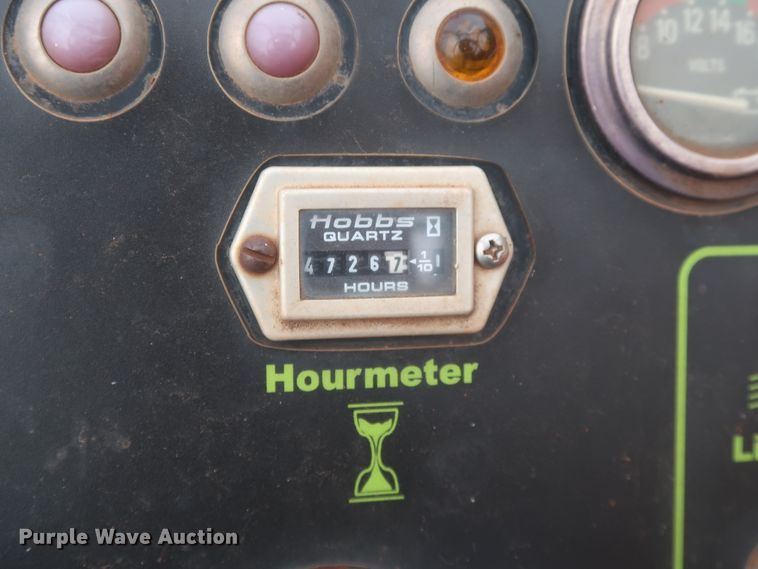 8 10 12 14 16
VOLTS
Hobbs
QUARTZ
4 7 2 6 7 1/10
HOURS
Hourmeter
Li
Purple Wave Auction